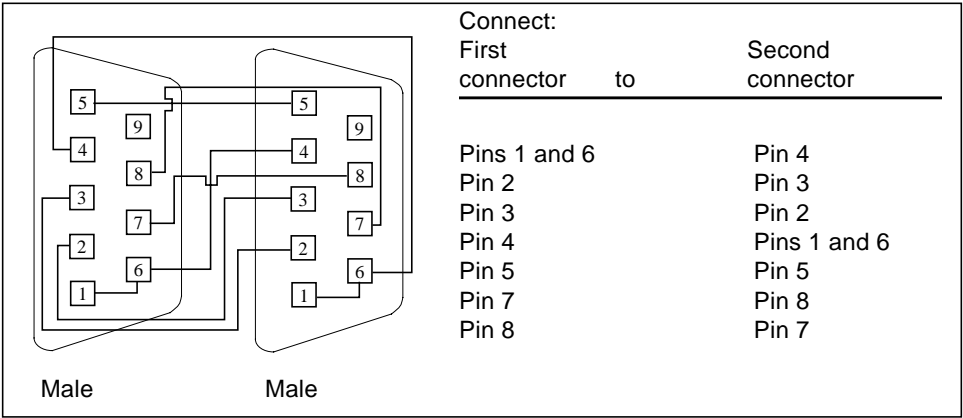 5
9
4
8
3
7
2
6
1
Male
5
9
4
8
3
7
2
6
1
Male
Connect:
First Second
connector to connector
Pins 1 and 6 Pin 4
Pin 2 Pin 3
Pin 3 Pin 2
Pin 4 Pins 1 and 6
Pin 5 Pin 5
Pin 7 Pin 8
Pin 8 Pin 7